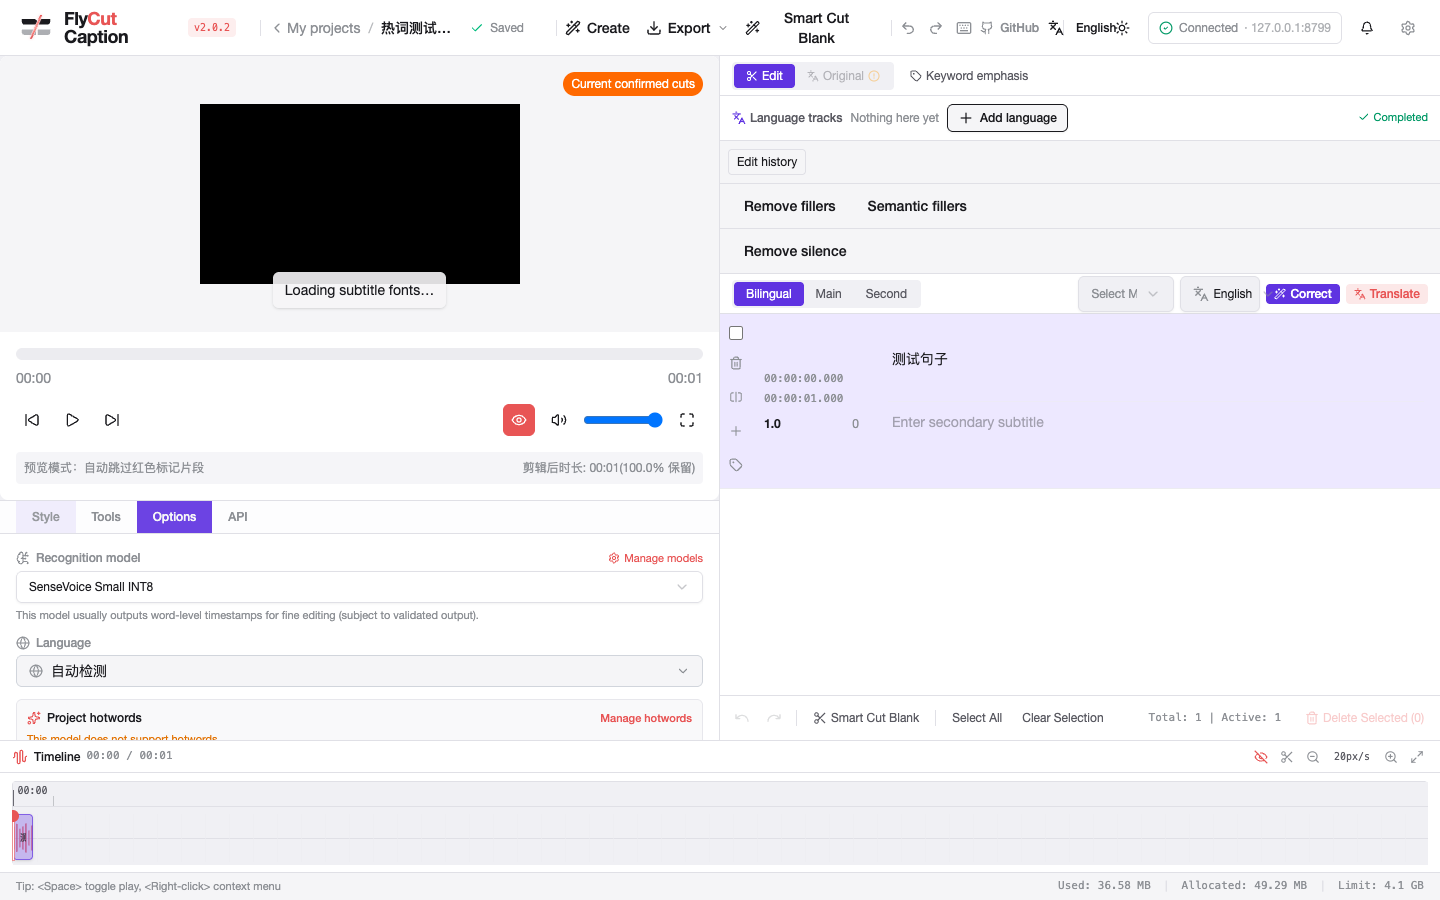 FlyCut Caption
v2.0.2
My projects / 热词测试...
Saved
Create
Export
Smart Cut Blank
GitHub
English
Connected · 127.0.0.1:8799
Current confirmed cuts
Loading subtitle fonts...
00:00
00:01
预览模式：自动跳过红色标记片段
剪辑后时长: 00:01(100.0% 保留)
Style
Tools
Options
API
Recognition model
Manage models
SenseVoice Small INT8
This model usually outputs word-level timestamps for fine editing (subject to validated output).
Language
自动检测
Project hotwords
Manage hotwords
This model does not support hotwords
Edit
Original
Keyword emphasis
Language tracks
Nothing here yet
Add language
Completed
Edit history
Remove fillers
Semantic fillers
Remove silence
Bilingual
Main
Second
Select M
English
Correct
Translate
测试句子
00:00:00.000
00:00:01.000
1.0
0
Enter secondary subtitle
Smart Cut Blank
Select All
Clear Selection
Total: 1 | Active: 1
Delete Selected (0)
Timeline
00:00 / 00:01
20px/s
00:00
Tip: <Space> toggle play, <Right-click> context menu
Used: 36.58 MB
Allocated: 49.29 MB
Limit: 4.1 GB